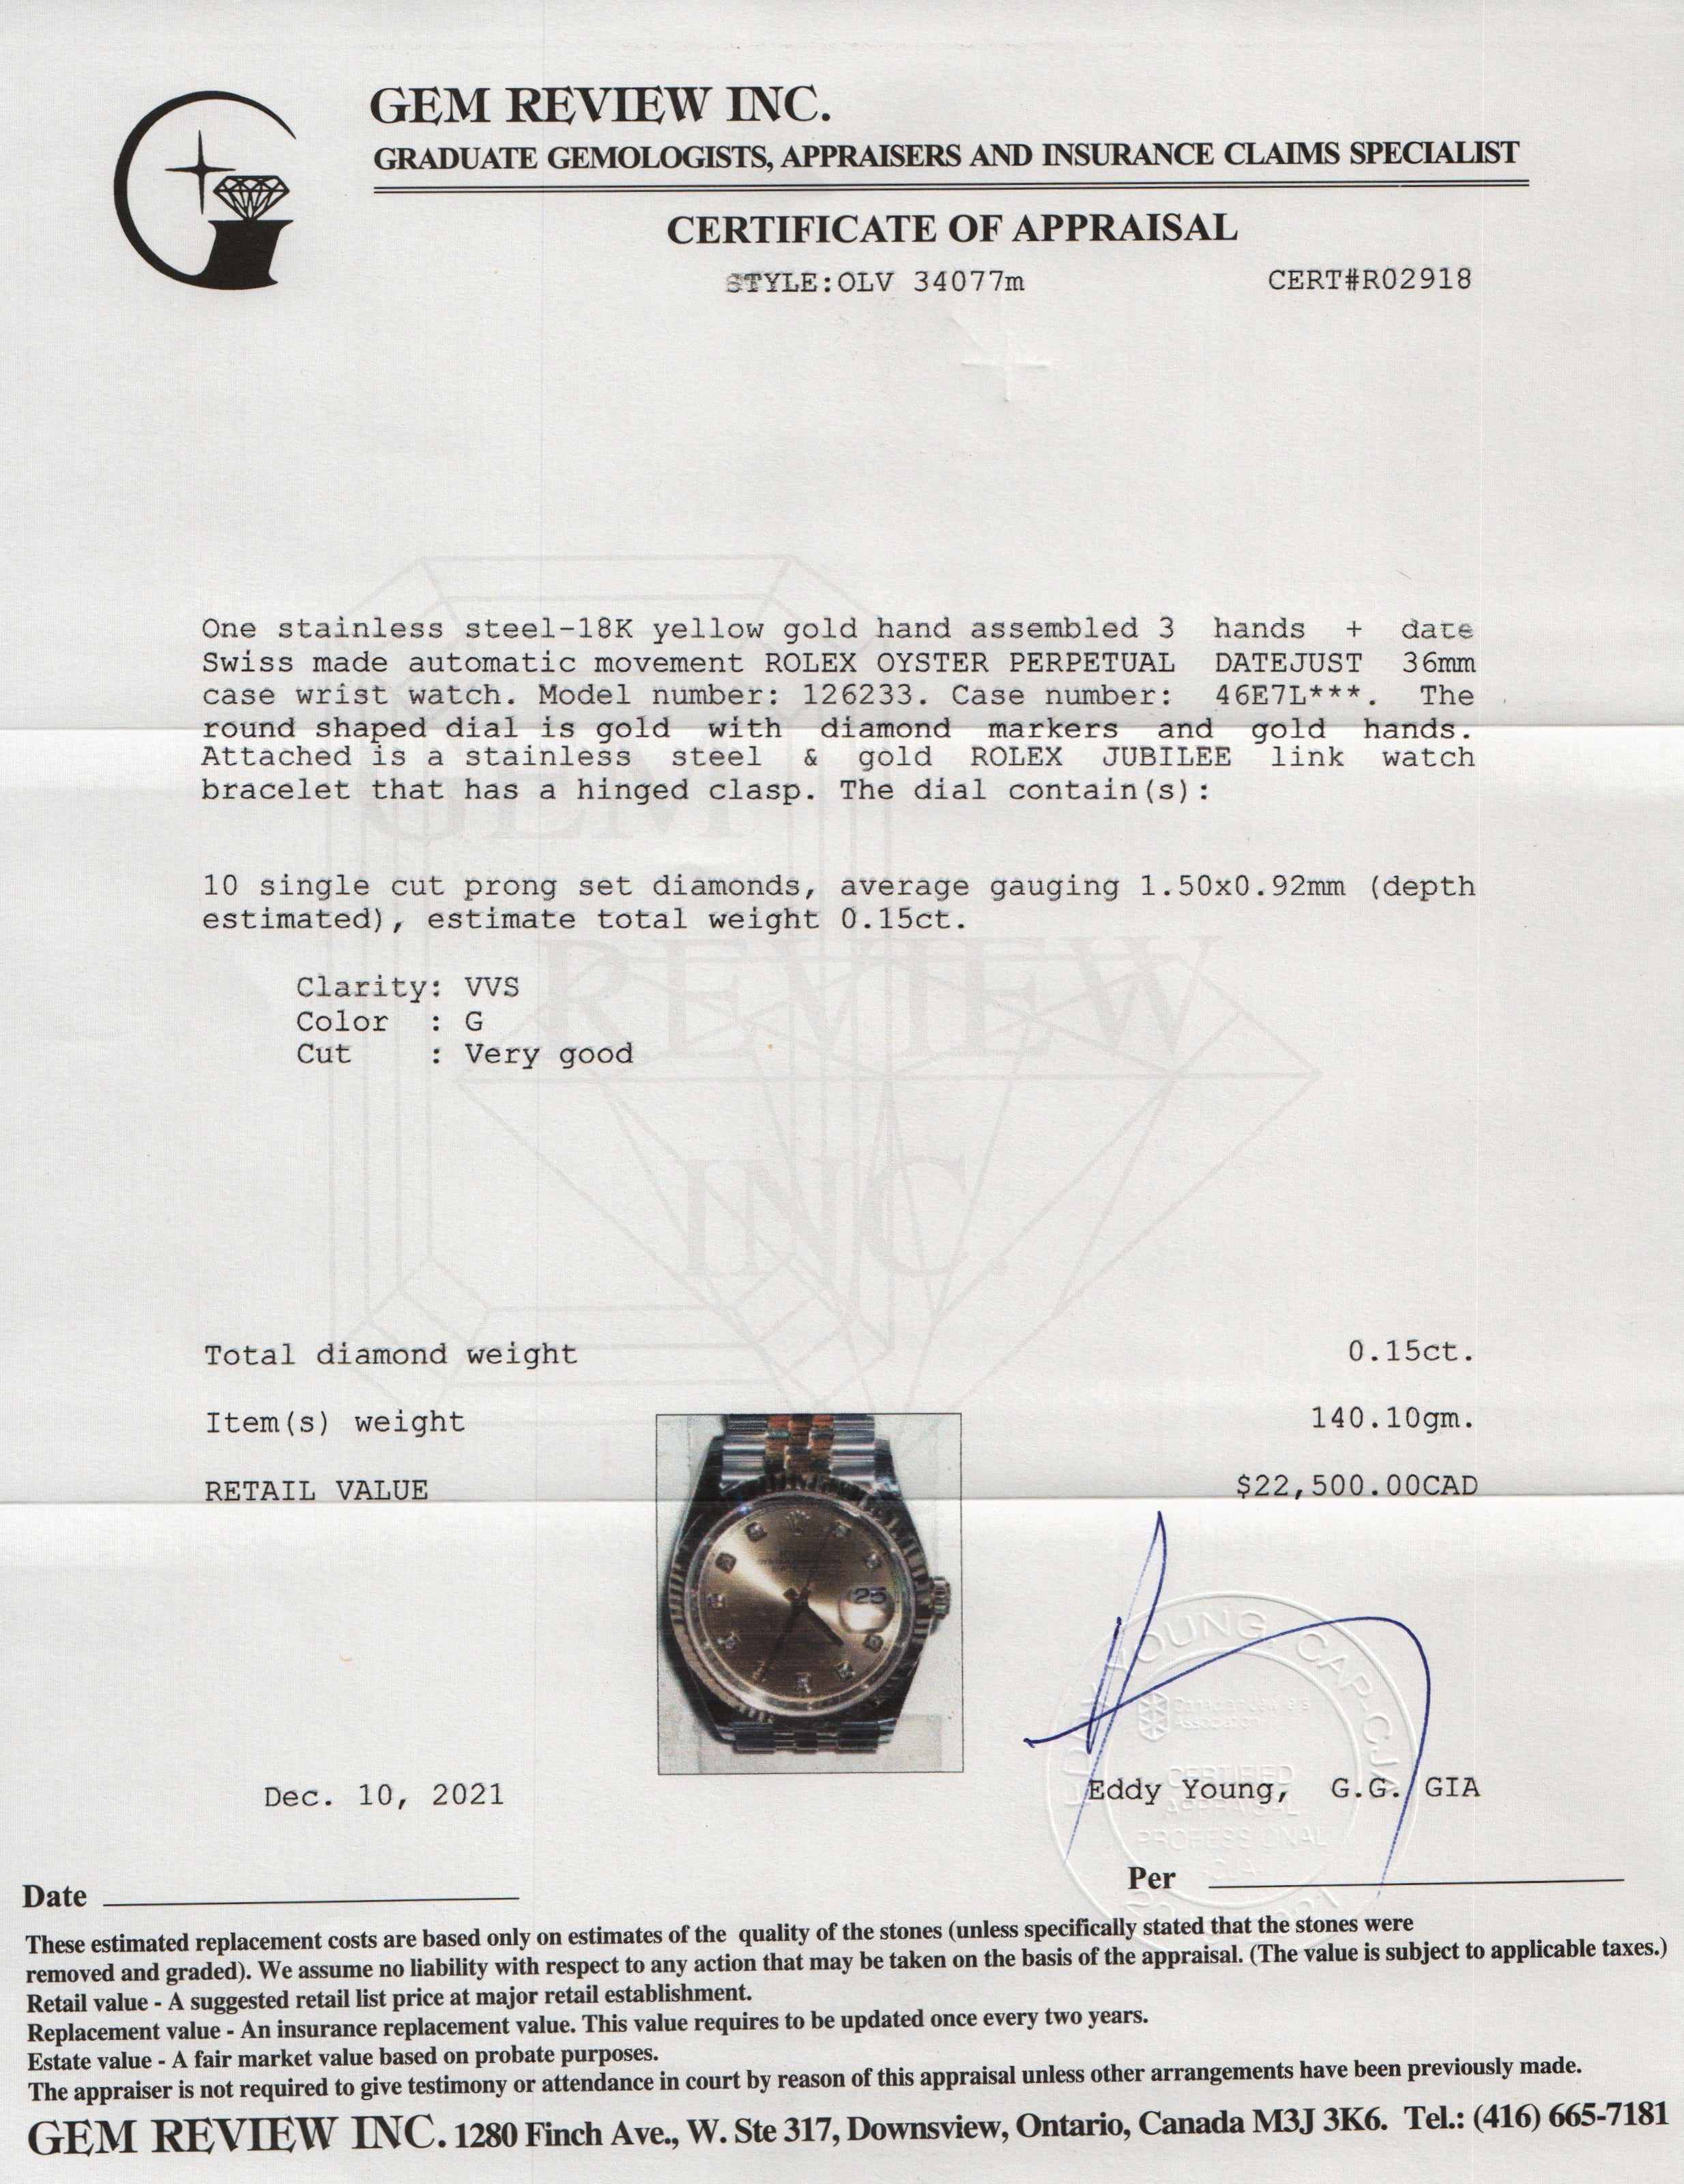 GEM REVIEW INC.
GRADUATE GEMOLOGISTS, APPRAISERS AND INSURANCE CLAIMS SPECIALIST
CERTIFICATE OF APPRAISAL
STYLE:OLV 34077m CERT#R02918
One stainless steel-18K yellow gold hand assembled 3 hands + date
Swiss made automatic movement ROLEX OYSTER PERPETUAL DATEJUST 36mm
case wrist watch. Model number: 126233. Case number: 46E7L***. The
round shaped dial is gold with diamond markers and gold hands.
Attached is a stainless steel & gold ROLEX JUBILEE link watch
bracelet that has a hinged clasp. The dial contain(s):
GEM
10 single cut prong set diamonds, average gauging 1.50x0.92mm (depth
estimated), estimate total weight 0.15ct.
REVIEW
Clarity: VVS
Color : G
Cut : Very good
INC.
Total diamond weight 0.15ct.
Item(s) weight 140.10gm.
RETAIL VALUE $22,500.00CAD
25
YOUNG CAP-CJA
CERTIFIED
APPRAISAL
PROFESSIONAL
Dec. 10, 2021 Eddy Young, G.G. GIA
Date Per
These estimated replacement costs are based only on estimates of the quality of the stones (unless specifically stated that the stones were
removed and graded). We assume no liability with respect to any action that may be taken on the basis of the appraisal. (The value is subject to applicable taxes.)
Retail value - A suggested retail list price at major retail establishment.
Replacement value - An insurance replacement value. This value requires to be updated once every two years.
Estate value - A fair market value based on probate purposes.
The appraiser is not required to give testimony or attendance in court by reason of this appraisal unless other arrangements have been previously made.
GEM REVIEW INC. 1280 Finch Ave., W. Ste 317, Downsview, Ontario, Canada M3J 3K6. Tel.: (416) 665-7181